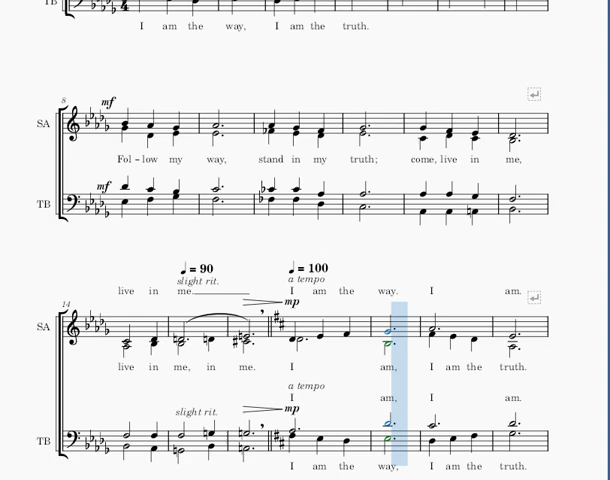 TB
I am the way, I am the truth.
8
mf
SA
Fol - low my way, stand in my truth; come, live in me,
mf
TB
♩ = 90 ♩ = 100
slight rit. a tempo
live in me. I am the way. I am.
mp
14
SA
live in me, in me. I am, I am the truth.
a tempo
I am, I am.
slight rit. mp
TB
I am the way, I am the truth.